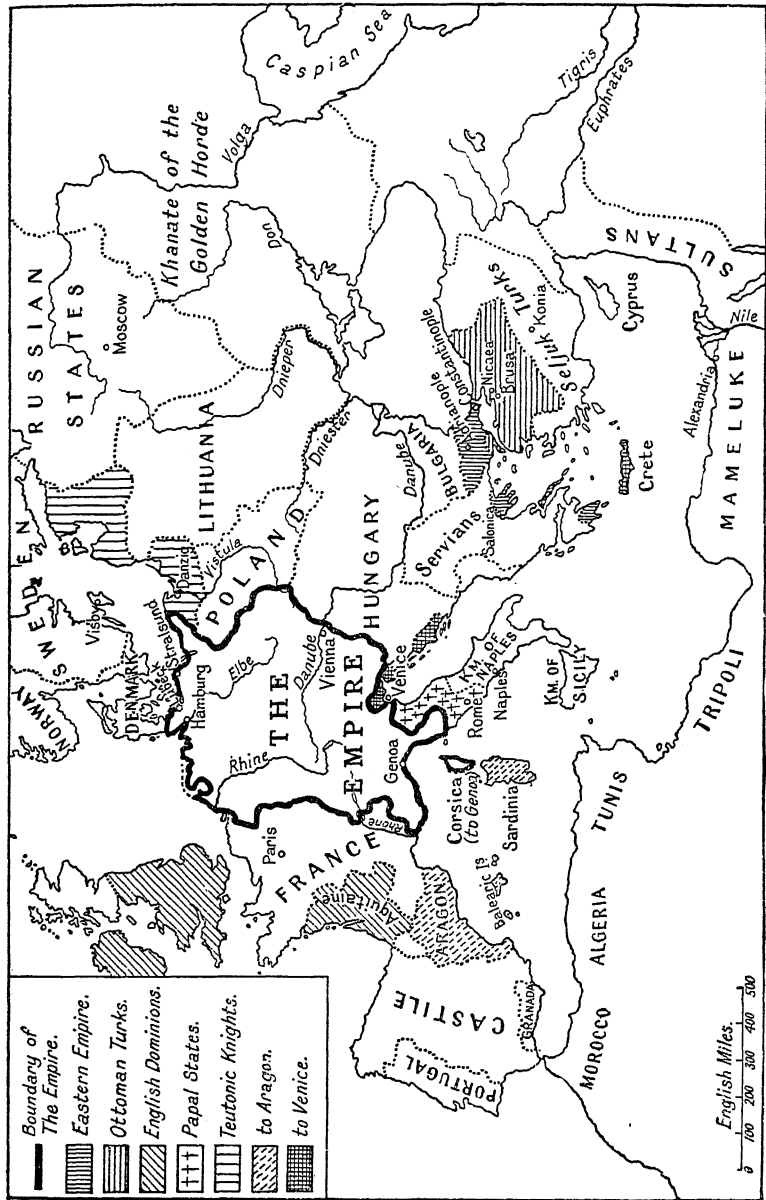 Boundary of
The Empire.
Eastern Empire.
Ottoman Turks.
English Dominions.
Papal States.
Teutonic Knights.
to Aragon.
to Venice.
English Miles.
0 100 200 300 400 500
NORWAY
SWEDEN
RUSSIAN
STATES
Moscow
Khanate of the
Golden Horde
Volga
Caspian Sea
Don
Dnieper
Dniester
DENMARK
Visby
Lübeck
Stralsund
Hamburg
Danzig
LITHUANIA
Vistula
POLAND
Elbe
Rhine
THE
EMPIRE
Danube
Vienna
HUNGARY
Danube
BULGARIA
Servians
Salonica
Adrianople
Constantinople
Nicaea
Brusa
Seljuk Turks
Konia
Tigris
Euphrates
Paris
FRANCE
Rhone
Aquitaine
Genoa
Venice
Rome
KM. OF
NAPLES
Naples
KM. OF
SICILY
Corsica
(to Genoa)
Sardinia
Balearic Is
ARAGON
CASTILE
PORTUGAL
GRANADA
MOROCCO
ALGERIA
TUNIS
TRIPOLI
Crete
Cyprus
Alexandria
Nile
MAMELUKE
SULTANS